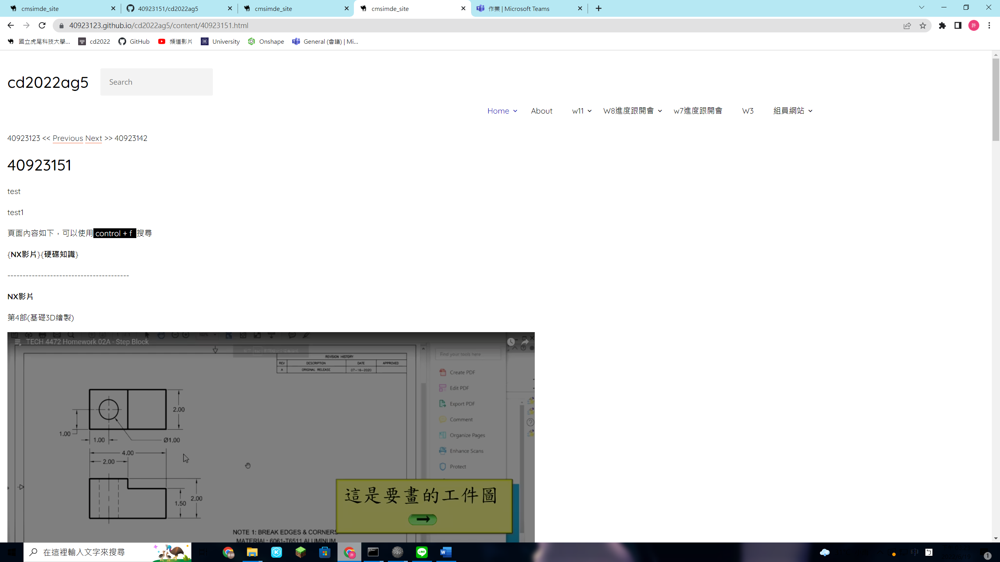 cmsimde_site
40923151/cd2022ag5
cmsimde_site
cmsimde_site
作業 | Microsoft Teams
40923123.github.io/cd2022ag5/content/40923151.html
許
國立虎尾科技大學...
cd2022
GitHub
頻道影片
University
Onshape
General (會議) | Mi...
cd2022ag5
Search
Home
About
w11
W8進度跟開會
w7進度跟開會
W3
組員網站
40923123 << Previous Next >> 40923142
40923151
test
test1
頁面內容如下，可以使用 control + f 搜尋
{NX影片}{硬碟知識}
----------------------------------------
NX影片
第4部(基礎3D繪製)
TECH 4472 Homework 02A - Step Block
Find your tools here
REVISION HISTORY
REV DESCRIPTION DATE APPROVED
A ORIGINAL RELEASE 07-16-2020
Create PDF
Edit PDF
Export PDF
Comment
Organize Pages
Enhance Scans
Protect
2.00
1.00
1.00
Ø1.00
4.00
2.00
2.00
1.50
這是要畫的工件圖
NOTE 1: BREAK EDGES & CORNERS
MATERIAL: 6061-T6511 ALUMINUM
在這裡輸入文字來搜尋
中
ㄅ
2022/6/19
1